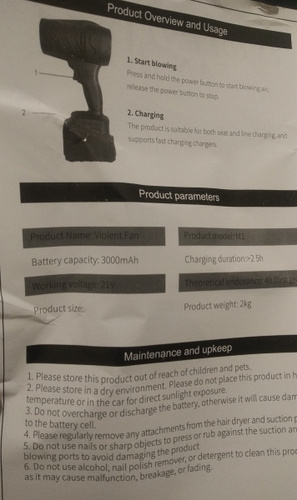 Product Overview and Usage
1. Start blowing
Press and hold the power button to start blowing air,
release the power button to stop.
1
2. Charging
2
The product is suitable for both seat and line charging, and
supports fast charging chargers.
Product parameters
Product Name: Violent Fan
Product model: M1
Battery capacity: 3000mAh
Charging duration:>2.5h
Working voltage: 21V
Theoretical endurance:
Product size:
Product weight: 2kg
Maintenance and upkeep
1. Please store this product out of reach of children and pets.
2. Please store in a dry environment. Please do not place this product in h
temperature or in the car for direct sunlight exposure.
3. Do not overcharge or discharge the battery, otherwise it will cause dam
to the battery cell.
4. Please regularly remove any attachments from the hair dryer and suction p
5. Do not use nails or sharp objects to press or rub against the suction an
blowing ports to avoid damaging the product
6. Do not use alcohol, nail polish remover, or detergent to clean this prod
as it may cause malfunction, breakage, or fading.